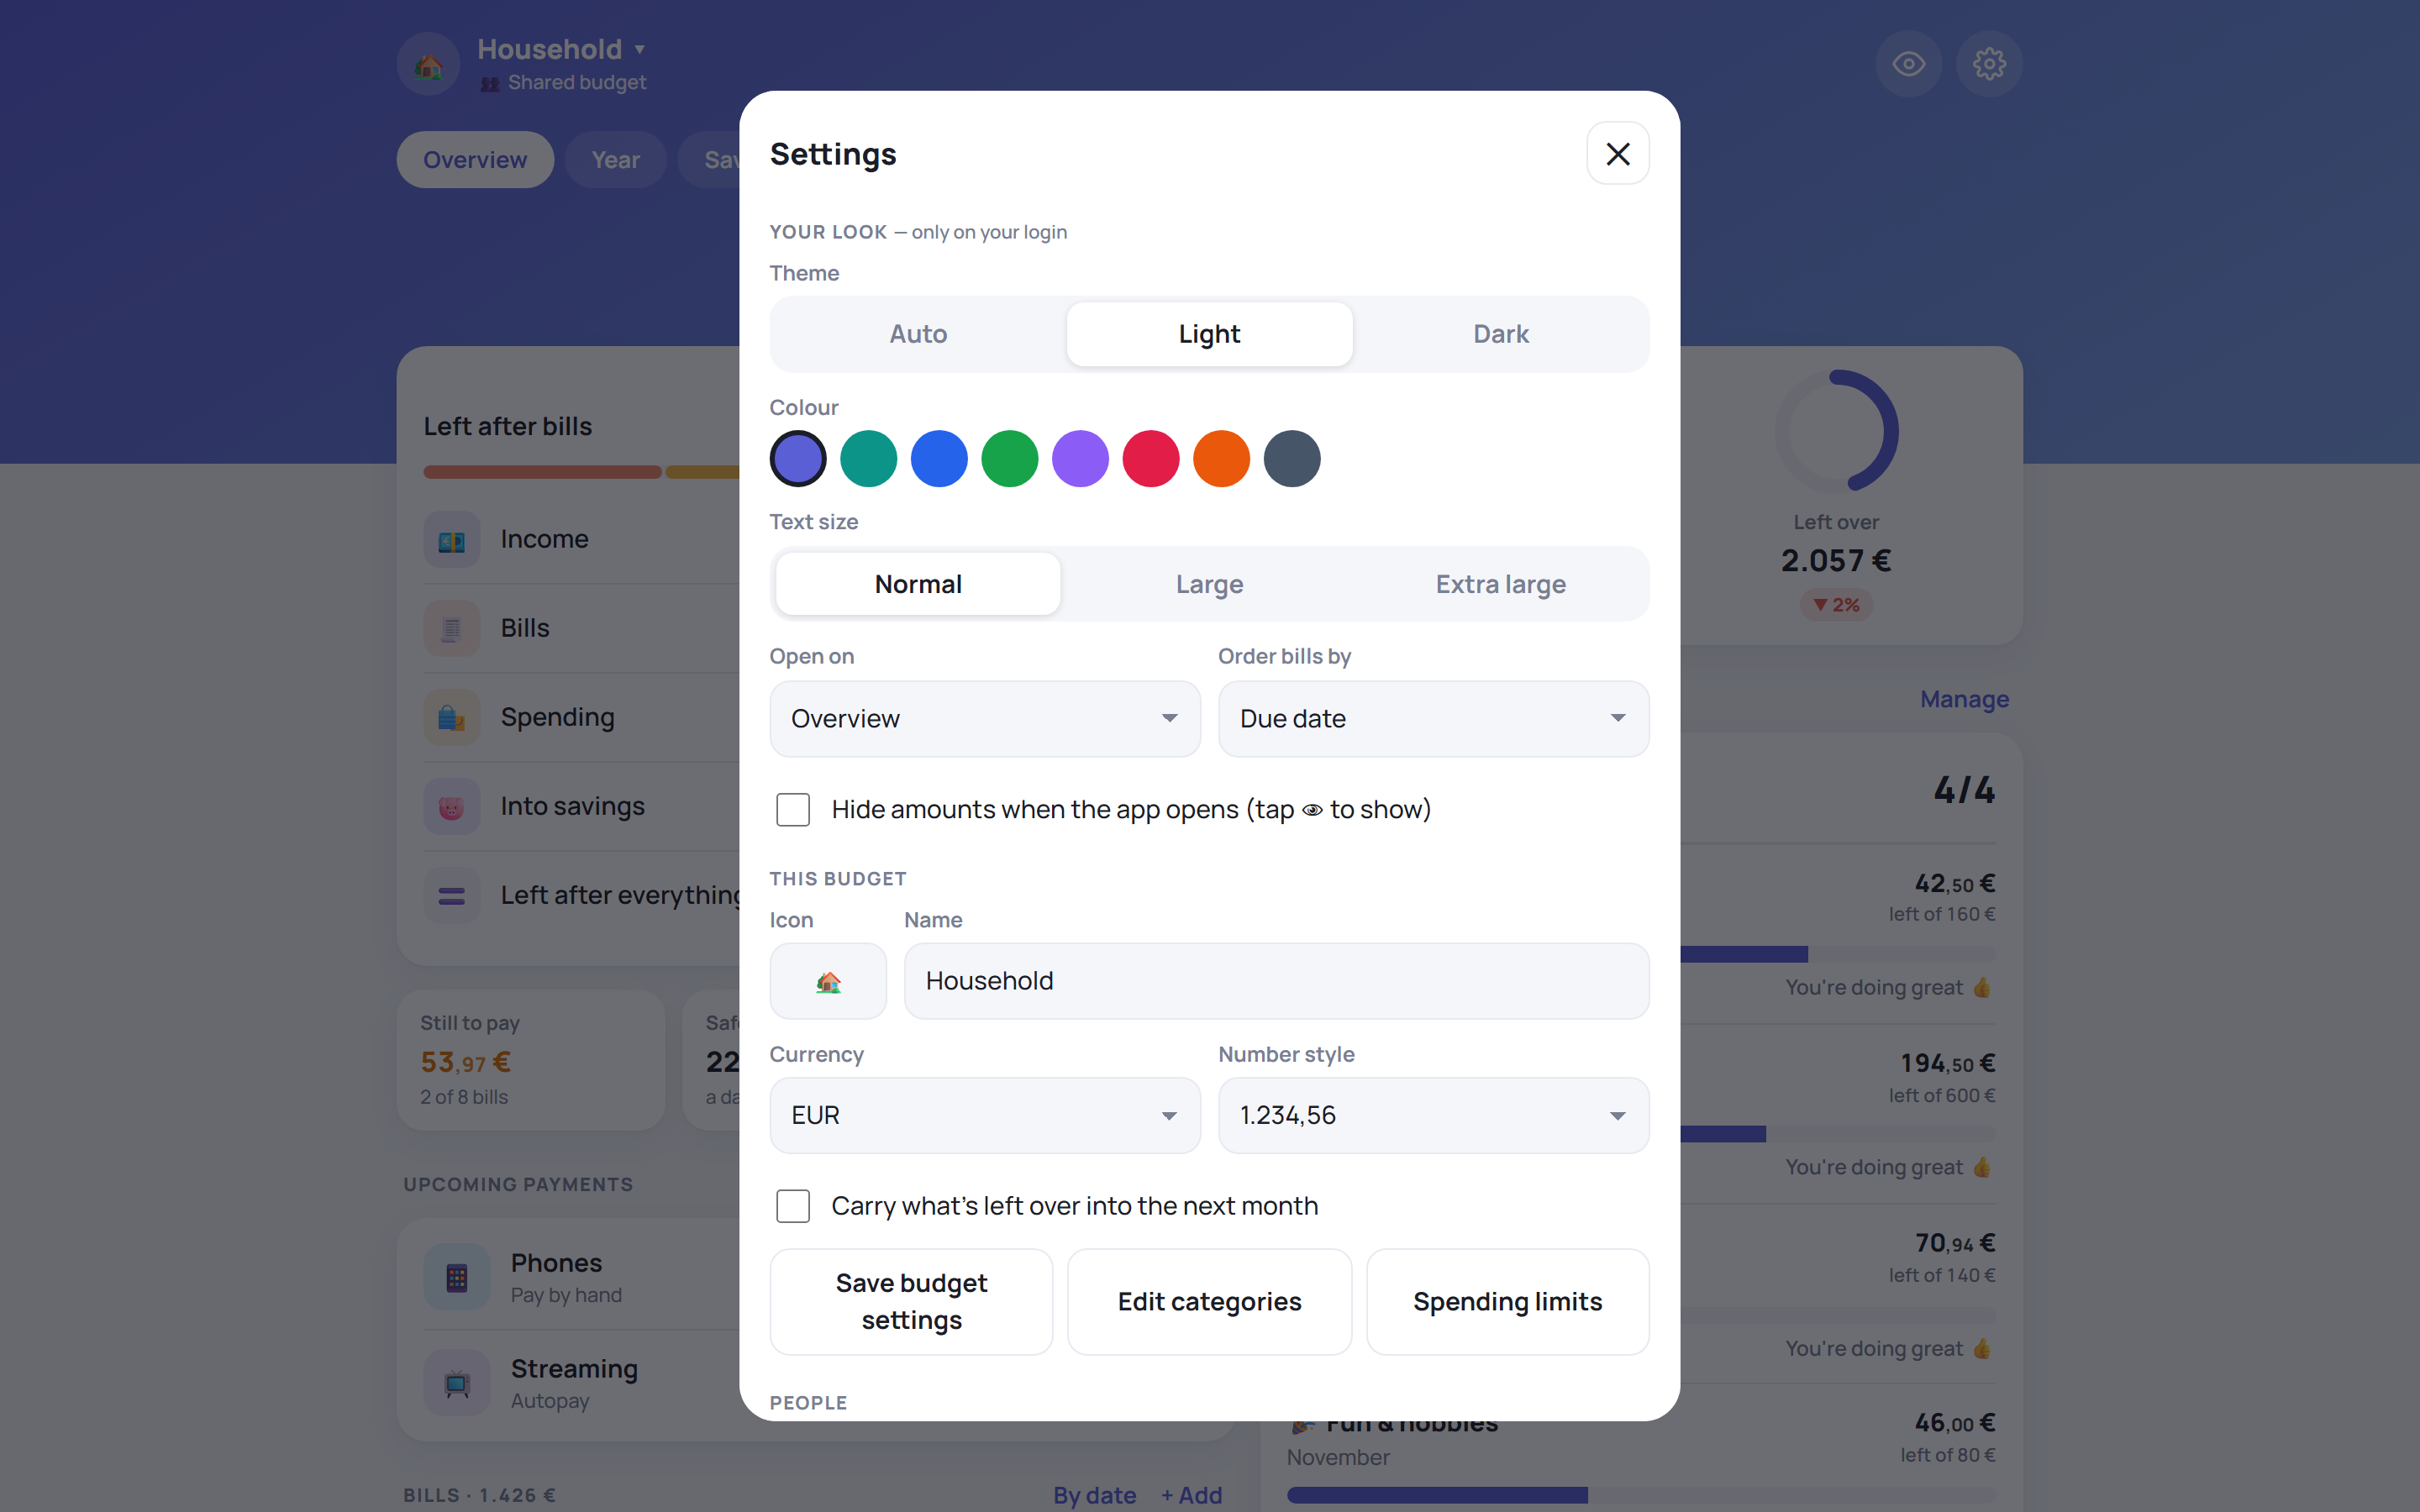 Household ▼
Shared budget
Overview
Year
Settings
YOUR LOOK – only on your login
Theme
Auto
Light
Dark
Colour
Text size
Normal
Large
Extra large
Open on
Order bills by
Overview
Due date
Hide amounts when the app opens (tap 👁 to show)
THIS BUDGET
Icon
Name
Household
Currency
Number style
EUR
1.234,56
Carry what's left over into the next month
Save budget
settings
Edit categories
Spending limits
PEOPLE
Left after bills
Income
Bills
Spending
Into savings
Left after everything
Still to pay
53,97 €
2 of 8 bills
UPCOMING PAYMENTS
Phones
Pay by hand
Streaming
Autopay
BILLS · 1.426 €
By date
+ Add
Left over
2.057 €
▼ 2%
Manage
4/4
42,50 €
left of 160 €
You're doing great 👍
194,50 €
left of 600 €
You're doing great 👍
70,94 €
left of 140 €
You're doing great 👍
Fun & hobbies
46,00 €
November
left of 80 €